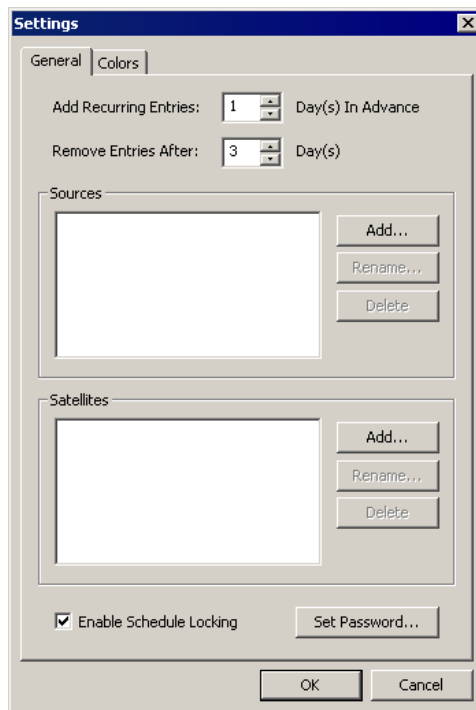 Settings
General Colors
Add Recurring Entries: 1 Day(s) In Advance
Remove Entries After: 3 Day(s)
Sources
Add...
Rename...
Delete
Satellites
Add...
Rename...
Delete
Enable Schedule Locking Set Password...
OK Cancel